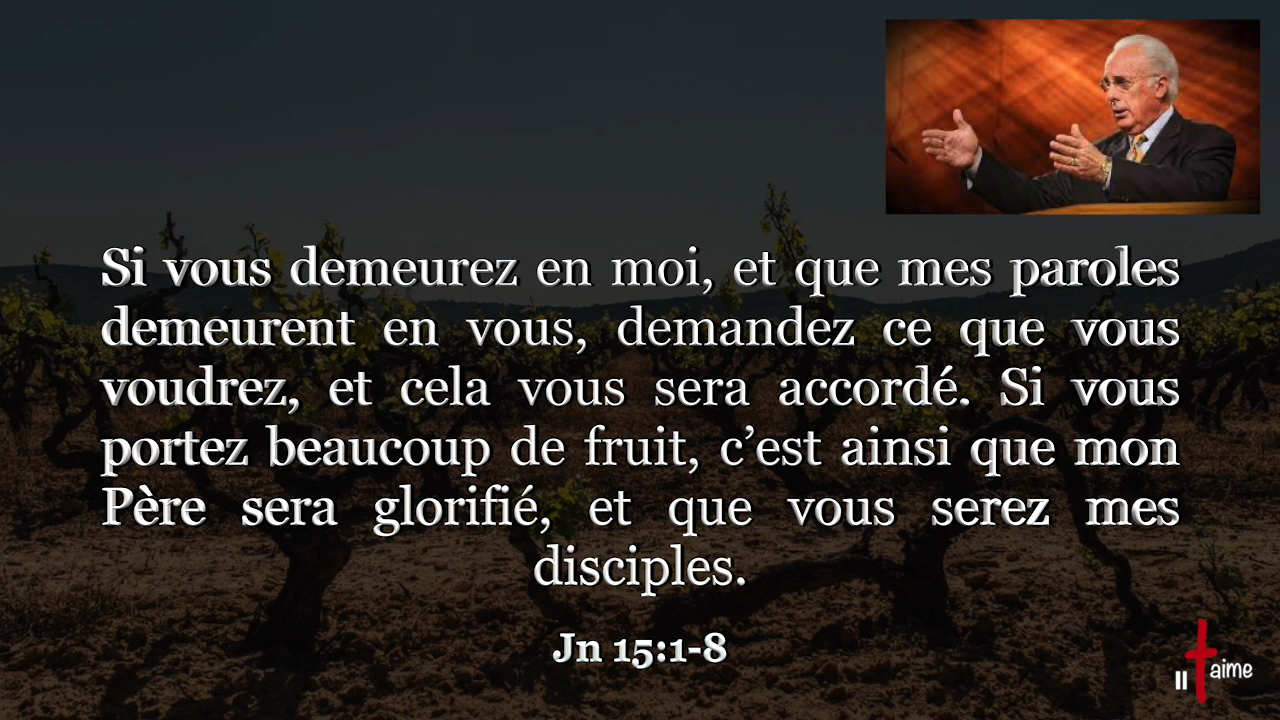 Si vous demeurez en moi, et que mes paroles
demeurent en vous, demandez ce que vous
voudrez, et cela vous sera accordé. Si vous
portez beaucoup de fruit, c’est ainsi que mon
Père sera glorifié, et que vous serez mes
disciples.
Jn 15:1-8
Il t aime